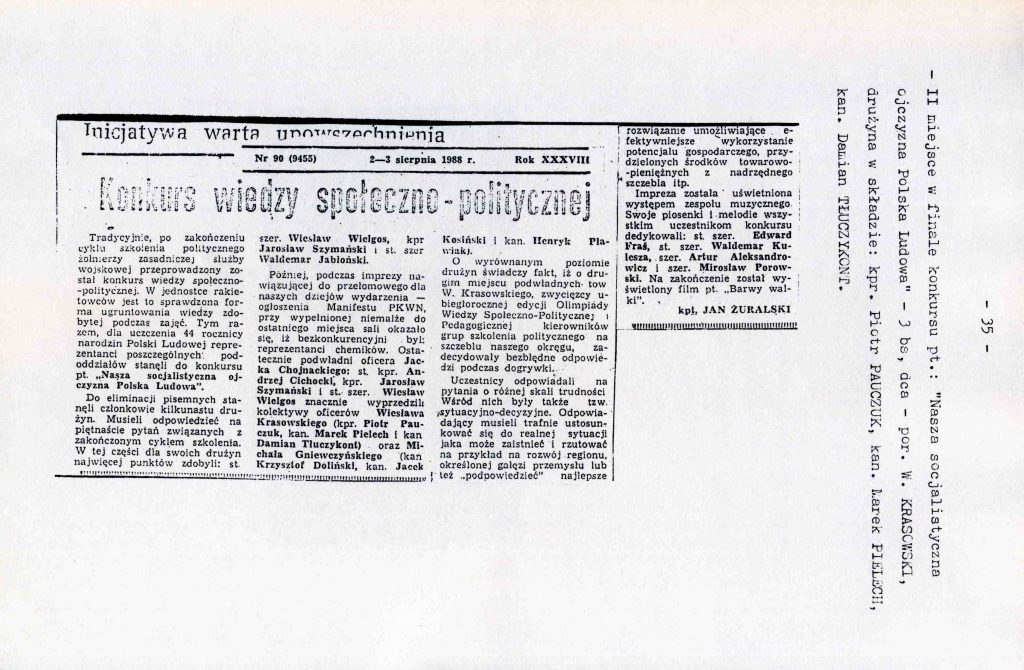 Inicjatywa warta upowszechnienia
Nr 90 (9455) 2—3 sierpnia 1988 r. Rok XXXVIII
Konkurs wiedzy społeczno-politycznej
Tradycyjnie, po zakończeniu
cyklu szkolenia politycznego
żołnierzy zasadniczej służby
wojskowej przeprowadzony zo-
stał konkurs wiedzy społeczno-
-politycznej. W jednostce rakie-
towców jest to sprawdzona for-
ma ugruntowania wiedzy zdo-
bytej podczas zajęć. Tym ra-
zem, dla uczczenia 44 rocznicy
narodzin Polski Ludowej repre-
zentanci poszczególnych pod-
oddziałów stanęli do konkursu
pt. „Nasza socjalistyczna oj-
czyzna Polska Ludowa”.
Do eliminacji pisemnych sta-
nęli członkowie kilkunastu dru-
żyn. Musieli odpowiedzieć na
piętnaście pytań związanych z
zakończonym cyklem szkolenia.
W tej części dla swoich drużyn
najwięcej punktów zdobyli: st.
szer. Wiesław Wielgos, kpr
Jarosław Szymański i st. szer
Waldemar Jabłoński.
Później, podczas imprezy na-
wiązującej do przełomowego dla
naszych dziejów wydarzenia —
ogłoszenia Manifestu PKWN,
przy wypełnionej niemalże do
ostatniego miejsca sali okazało
się, iż bezkonkurencyjni byli
reprezentanci chemików. Osta-
tecznie podwładni oficera Jac-
ka Chojnackiego: st. kpr. An-
drzej Cichocki, kpr. Jarosław
Szymański i st. szer. Wiesław
Wielgos znacznie wyprzedzili
kolektywy oficerów Wiesława
Krasowskiego (kpr. Piotr Pau-
czuk, kan. Marek Pielech i kan
Damian Tłuczykont) oraz Mi-
chała Gniewczyńskiego (kan
Krzysztof Doliński, kan. Jacek
Kosiński i kan. Henryk Pla-
wiak).
O wyrównanym poziomie
drużyn świadczy fakt, iż o dru-
gim miejscu podwładnych tow
W. Krasowskiego, zwycięzcy u-
biegłorocznej edycji Olimpiady
Wiedzy Społeczno-Politycznej i
Pedagogicznej kierowników
grup szkolenia politycznego na
szczeblu naszego okręgu, za-
decydowały bezbłędne odpowie-
dzi podczas dogrywki.
Uczestnicy odpowiadali na
pytania o różnej skali trudności
Wśród nich były także tzw.
sytuacyjno-decyzyjne. Odpowia-
dający musieli trafnie ustosun-
kować się do realnej sytuacji
jaka może zaistnieć i rzutować
na przykład na rozwój regionu,
określonej gałęzi przemysłu lub
też „podpowiedzieć” najlepsze
rozwiązanie umożliwiające e-
fektywniejsze wykorzystanie
potencjału gospodarczego, przy-
dzielonych środków towarowo-
-pieniężnych z nadrzędnego
szczebla itp.
Impreza została uświetniona
występem zespołu muzycznego.
Swoje piosenki i melodie wszy-
stkim uczestnikom konkursu
dedykowali: st. szer. Edward
Fraś, st. szer. Waldemar Ku-
lesza, szer. Artur Aleksandro-
wicz i szer. Mirosław Porow-
ski. Na zakończenie został wy-
świetlony film pt. „Barwy wal-
ki”.
kpt. JAN ŻURALSKI
- 35 -
- II miejsce w finale konkursu pt.: "Nasza socjalistyczna
ojczyzna Polska Ludowa" - 3 bs, dca - por. W. KRASOWSKI,
drużyna w składzie: kpr. Piotr PAUCZUK, kan. Marek PIELECH,
kan. Damian TŁUCZYKONT.